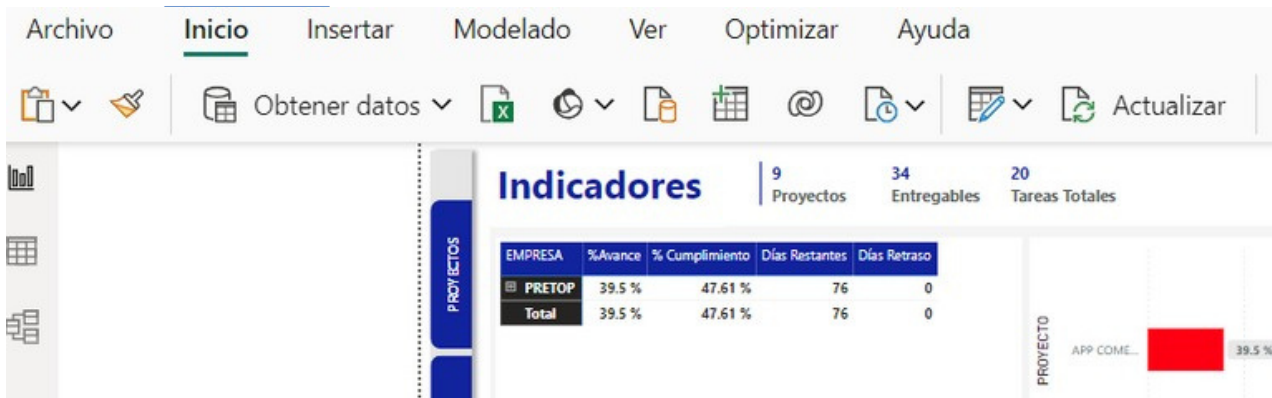 Archivo Inicio Insertar Modelado Ver Optimizar Ayuda
Obtener datos Actualizar
Indicadores
9
Proyectos
34
Entregables
20
Tareas Totales
PROYECTOS
EMPRESA %Avance % Cumplimiento Días Restantes Días Retraso
PRETOP 39.5 % 47.61 % 76 0
Total 39.5 % 47.61 % 76 0
PROYECTO
APP COME...
39.5 %